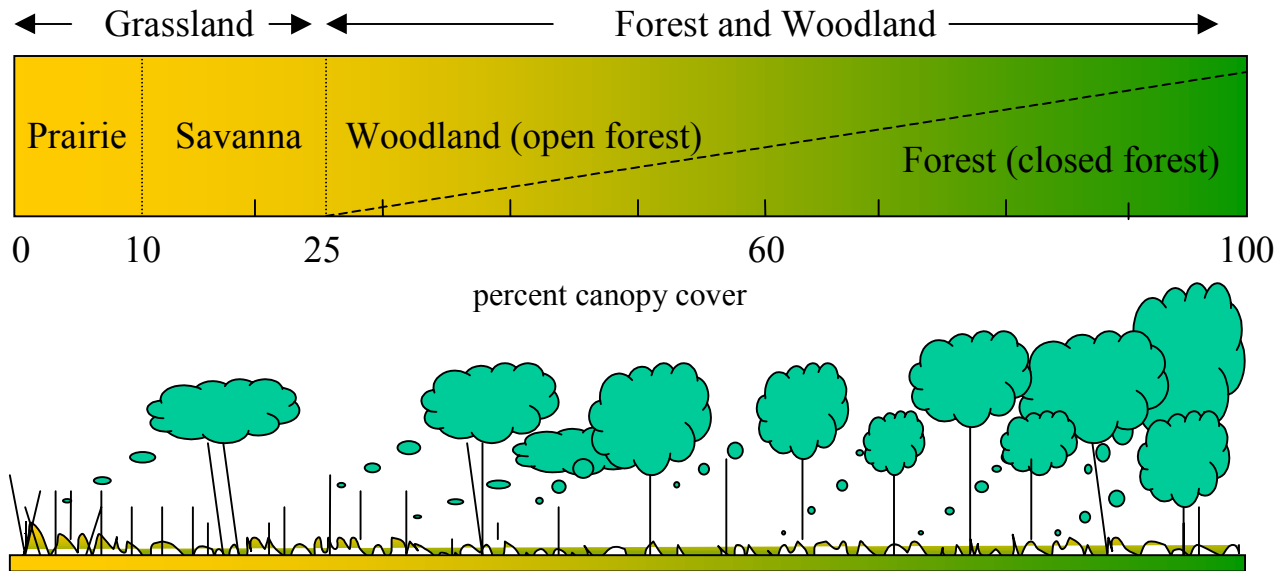 Grassland Forest and Woodland
Prairie Savanna Woodland (open forest)
Forest (closed forest)
0 10 25 60 100
percent canopy cover